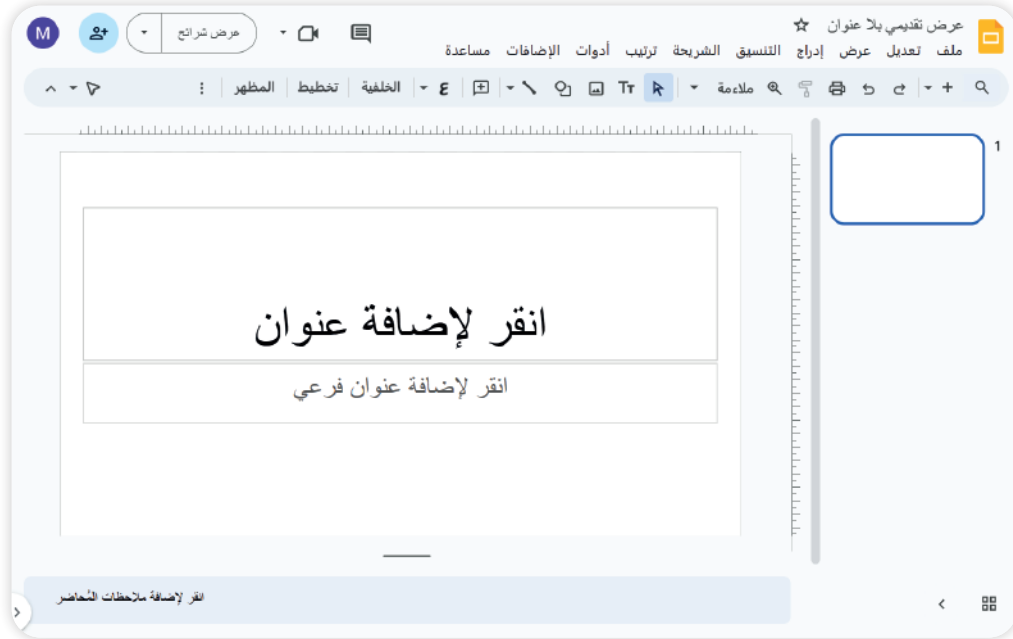 عرض تقديمي بلا عنوان
ملف تعديل عرض إدراج التنسيق الشريحة ترتيب أدوات الإضافات مساعدة
عرض شرائح
M
ملاءمة Tт ع الخلفية تخطيط المظهر
1
انقر لإضافة عنوان
انقر لإضافة عنوان فرعي
انقر لإضافة ملاحظات المُحاضر